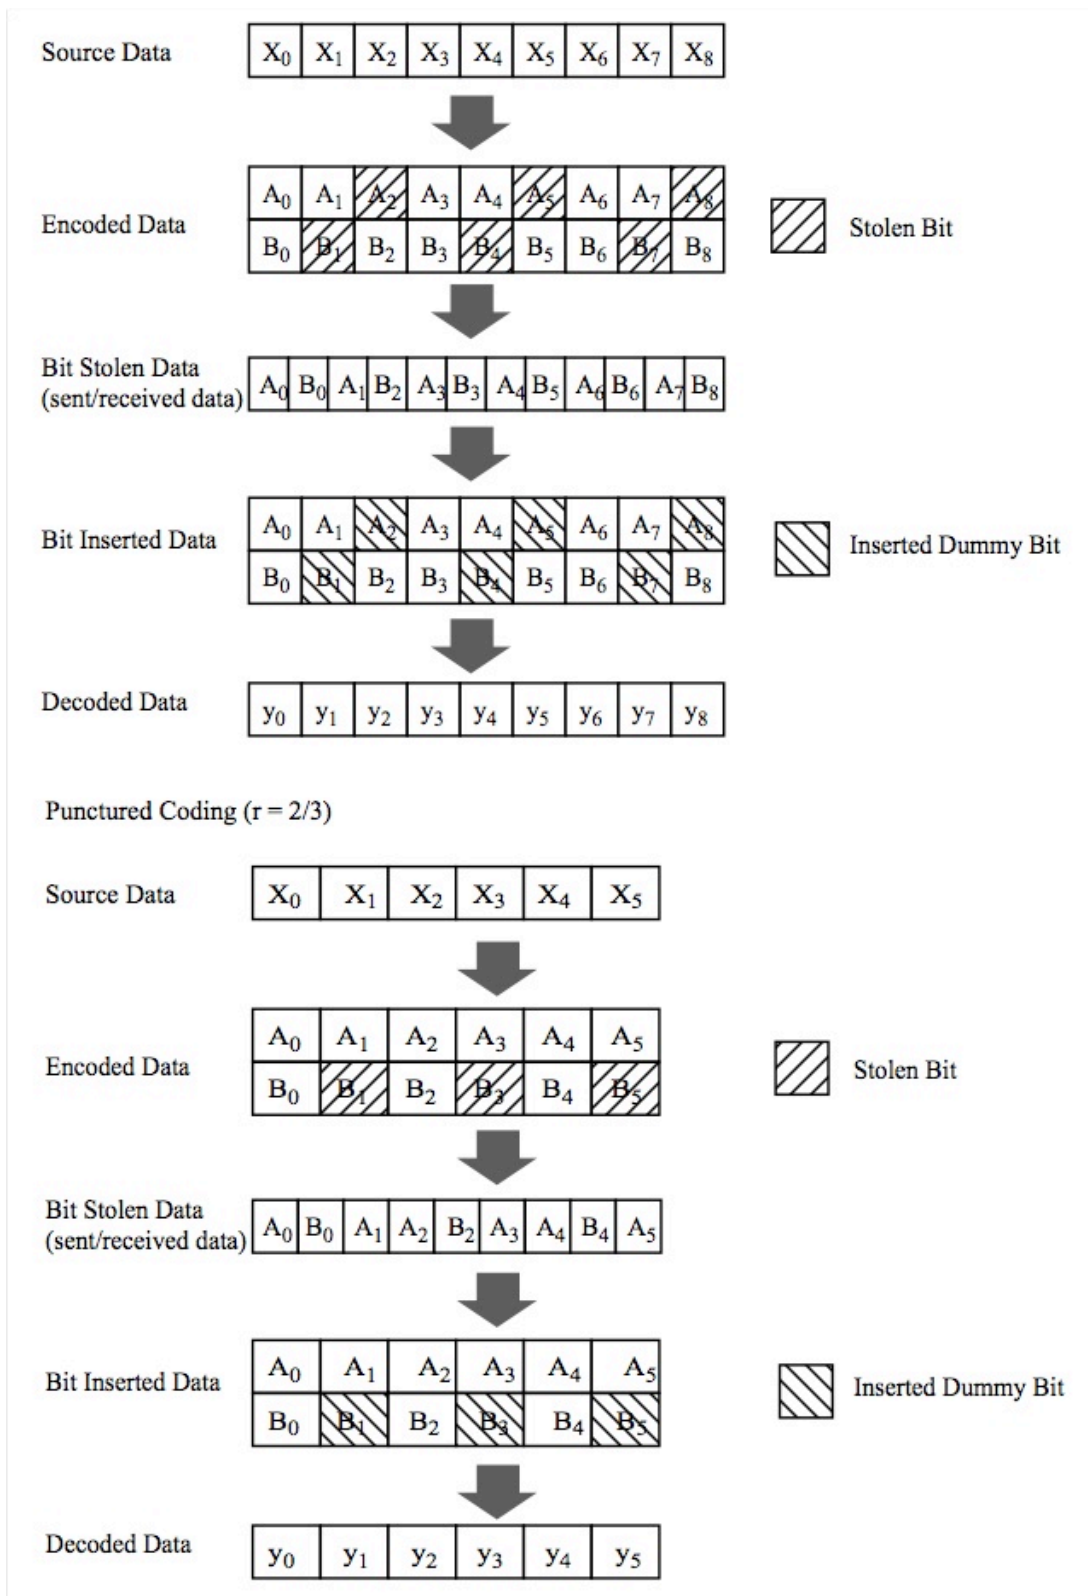 Source Data X₀ X₁ X₂ X₃ X₄ X₅ X₆ X₇ X₈
A₀ A₁ A₂ A₃ A₄ A₅ A₆ A₇ A₈
Encoded Data
Stolen Bit
B₀ B₁ B₂ B₃ B₄ B₅ B₆ B₇ B₈
Bit Stolen Data
(sent/received data) A₀ B₀ A₁ B₂ A₃ B₃ A₄ B₅ A₆ B₆ A₇ B₈
A₀ A₁ A₂ A₃ A₄ A₅ A₆ A₇ A₈
Bit Inserted Data
Inserted Dummy Bit
B₀ B₁ B₂ B₃ B₄ B₅ B₆ B₇ B₈
Decoded Data y₀ y₁ y₂ y₃ y₄ y₅ y₆ y₇ y₈
Punctured Coding (r = 2/3)
Source Data X₀ X₁ X₂ X₃ X₄ X₅
A₀ A₁ A₂ A₃ A₄ A₅
Encoded Data
Stolen Bit
B₀ B₁ B₂ B₃ B₄ B₅
Bit Stolen Data
(sent/received data) A₀ B₀ A₁ A₂ B₂ A₃ A₄ B₄ A₅
A₀ A₁ A₂ A₃ A₄ A₅
Bit Inserted Data
Inserted Dummy Bit
B₀ B₁ B₂ B₃ B₄ B₅
Decoded Data y₀ y₁ y₂ y₃ y₄ y₅